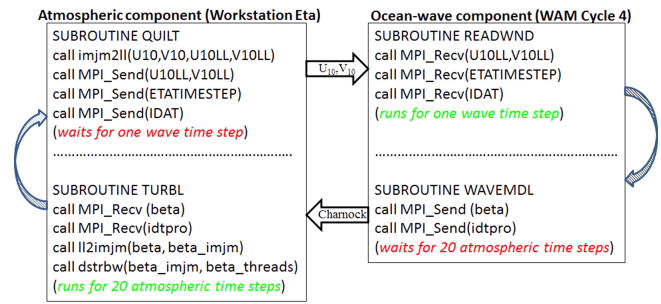 Atmospheric component (Workstation Eta)
SUBROUTINE QUILT
call imjm2ll(U10,V10,U10LL,V10LL)
call MPI_Send(U10LL,V10LL)
call MPI_Send(ETATIMESTEP)
call MPI_Send(IDAT)
(waits for one wave time step)
SUBROUTINE TURBL
call MPI_Recv (beta)
call MPI_Recv(idtpro)
call ll2imjm(beta, beta_imjm)
call dstrbw(beta_imjm, beta_threads)
(runs for 20 atmospheric time steps)
U10,V10
Charnock
Ocean-wave component (WAM Cycle 4)
SUBROUTINE READWND
call MPI_Recv(U10LL,V10LL)
call MPI_Recv(ETATIMESTEP)
call MPI_Recv(IDAT)
(runs for one wave time step)
SUBROUTINE WAVEMDL
call MPI_Send (beta)
call MPI_Send(idtpro)
(waits for 20 atmospheric time steps)